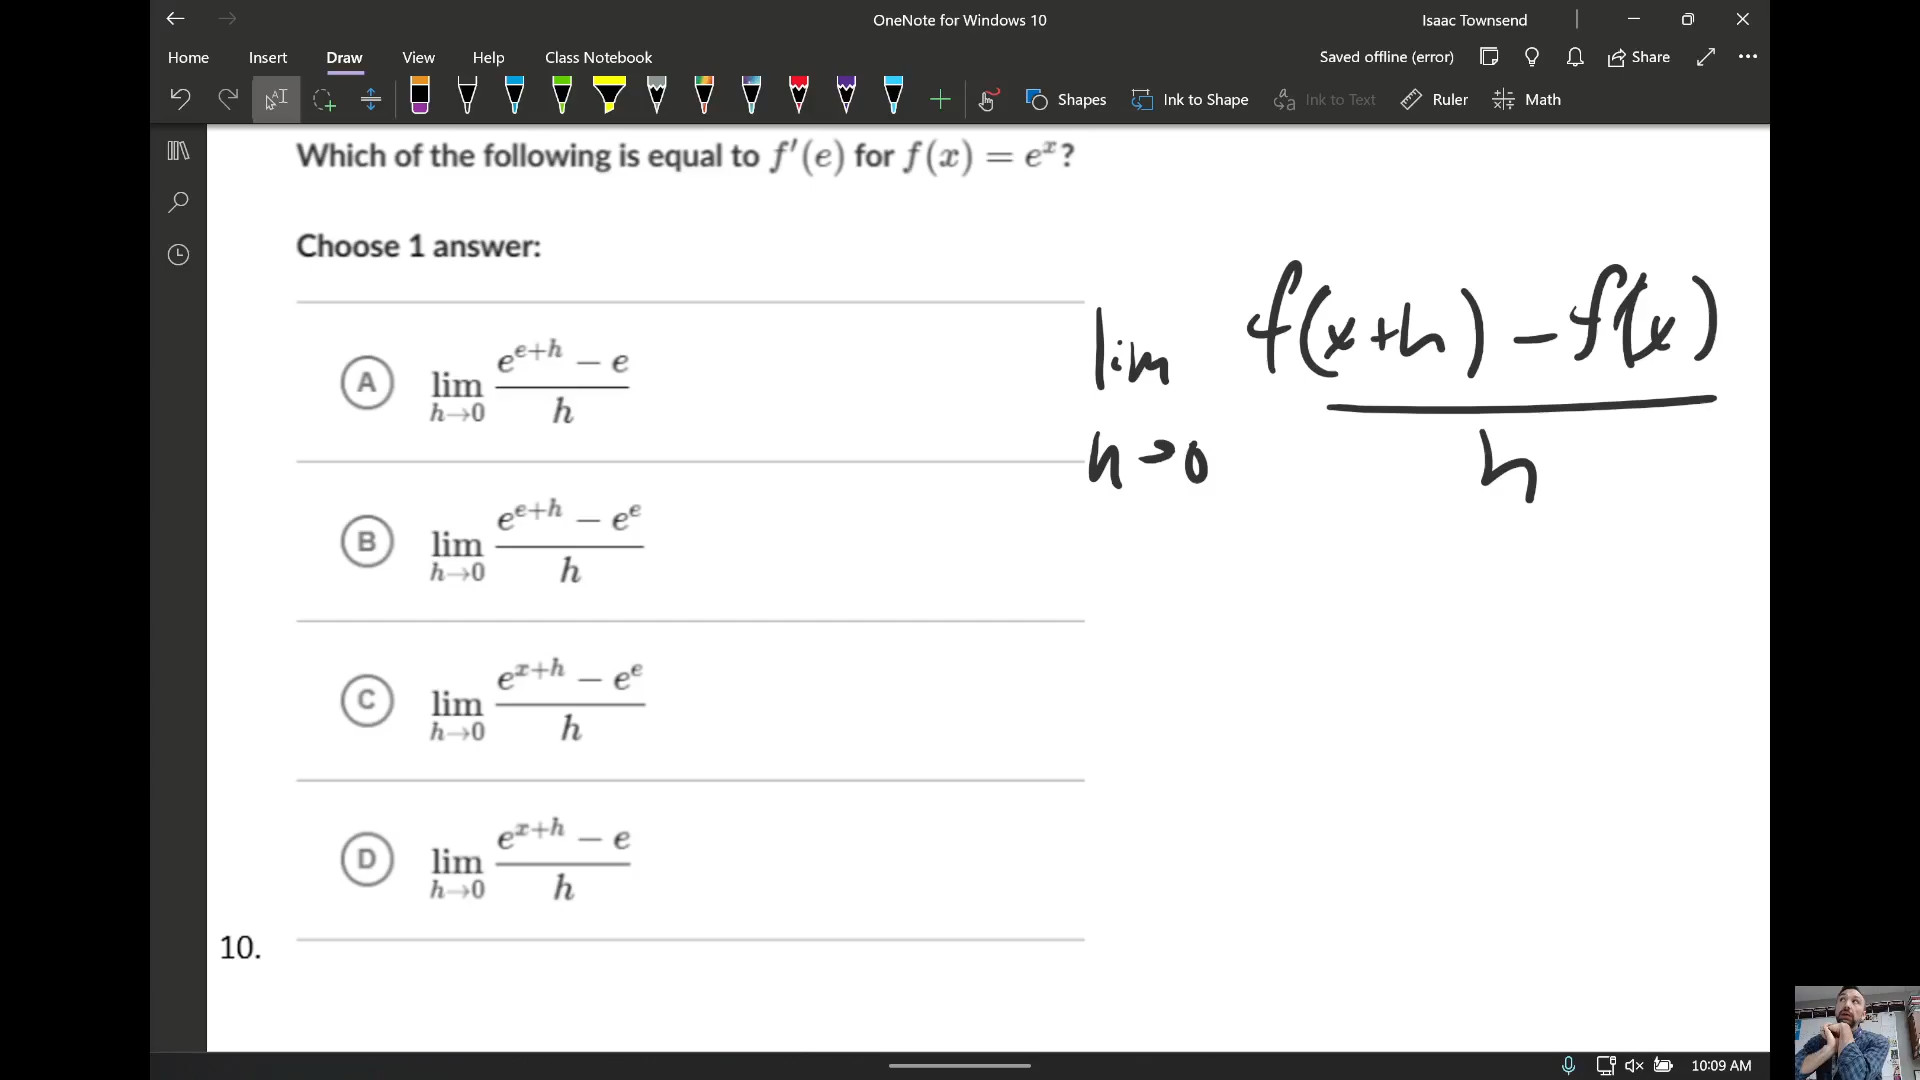 OneNote for Windows 10
Isaac Townsend
Home Insert Draw View Help Class Notebook
Saved offline (error) Share
Shapes Ink to Shape Ink to Text Ruler Math
Which of the following is equal to f'(e) for f(x) = e^x?
Choose 1 answer:
A lim h→0 (e^(e+h) − e)/h
B lim h→0 (e^(e+h) − e^e)/h
C lim h→0 (e^(x+h) − e^e)/h
D lim h→0 (e^(x+h) − e)/h
10.
lim h→0 (f(x+h) − f(x))/h
10:09 AM